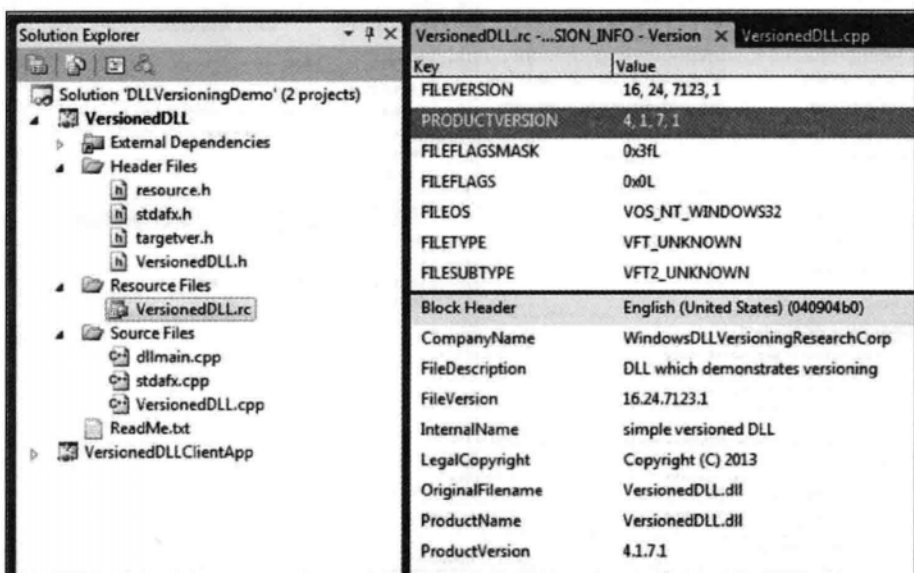 Solution Explorer
Solution 'DLLVersioningDemo' (2 projects)
VersionedDLL
External Dependencies
Header Files
resource.h
stdafx.h
targetver.h
VersionedDLL.h
Resource Files
VersionedDLL.rc
Source Files
dllmain.cpp
stdafx.cpp
VersionedDLL.cpp
ReadMe.txt
VersionedDLLClientApp
VersionedDLL.rc -...SION_INFO - Version VersionedDLL.cpp
Key Value
FILEVERSION 16, 24, 7123, 1
PRODUCTVERSION 4, 1, 7, 1
FILEFLAGSMASK 0x3fL
FILEFLAGS 0x0L
FILEOS VOS_NT_WINDOWS32
FILETYPE VFT_UNKNOWN
FILESUBTYPE VFT2_UNKNOWN
Block Header English (United States) (040904b0)
CompanyName WindowsDLLVersioningResearchCorp
FileDescription DLL which demonstrates versioning
FileVersion 16.24.7123.1
InternalName simple versioned DLL
LegalCopyright Copyright (C) 2013
OriginalFilename VersionedDLL.dll
ProductName VersionedDLL.dll
ProductVersion 4.1.7.1